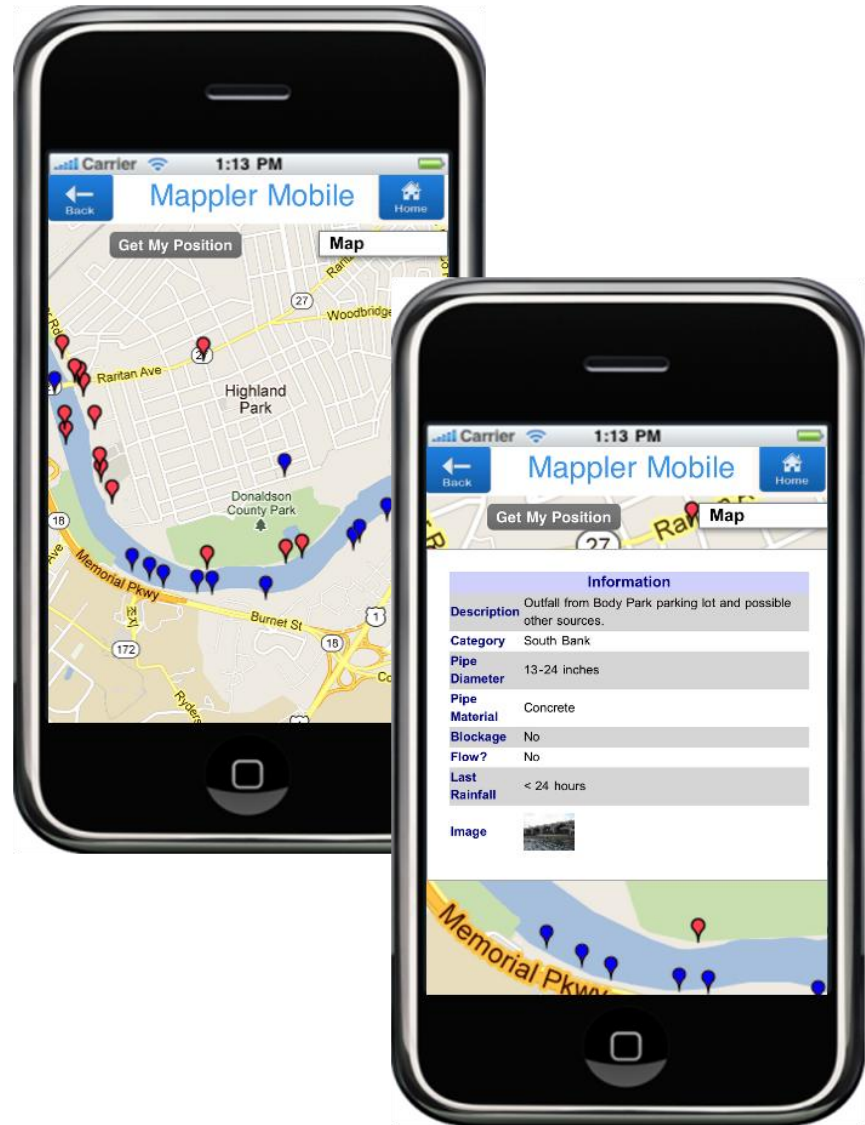 Carrier
1:13 PM
Back
Mappler Mobile
Home
Get My Position
Map
27
Woodbridge
27
Raritan Ave
Highland
Park
Donaldson
County Park
18
Memorial Pkwy
조지
Burnet St
1
18
172
Ryders
Carrier
1:13 PM
Back
Mappler Mobile
Home
Get My Position
Map
27
Information
Description Outfall from Body Park parking lot and possible
other sources.
Category South Bank
Pipe
Diameter 13-24 inches
Pipe
Material Concrete
Blockage No
Flow? No
Last
Rainfall < 24 hours
Image
Memorial Pkwy